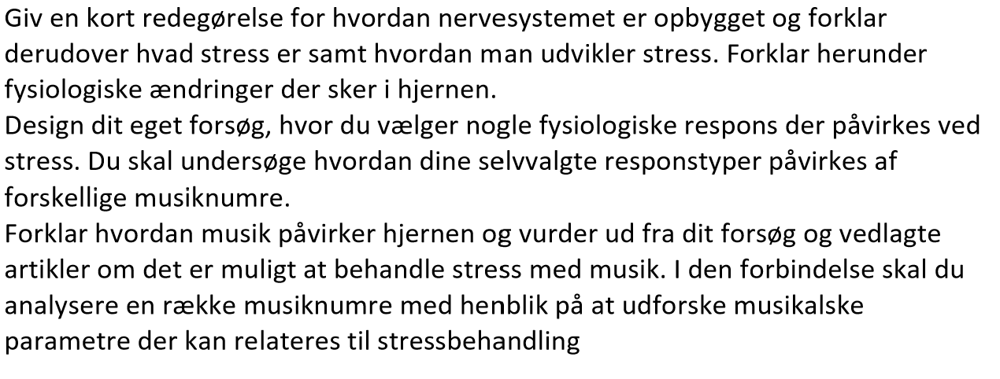 Giv en kort redegørelse for hvordan nervesystemet er opbygget og forklar
derudover hvad stress er samt hvordan man udvikler stress. Forklar herunder
fysiologiske ændringer der sker i hjernen.
Design dit eget forsøg, hvor du vælger nogle fysiologiske respons der påvirkes ved
stress. Du skal undersøge hvordan dine selvvalgte responstyper påvirkes af
forskellige musiknumre.
Forklar hvordan musik påvirker hjernen og vurder ud fra dit forsøg og vedlagte
artikler om det er muligt at behandle stress med musik. I den forbindelse skal du
analysere en række musiknumre med henblik på at udforske musikalske
parametre der kan relateres til stressbehandling